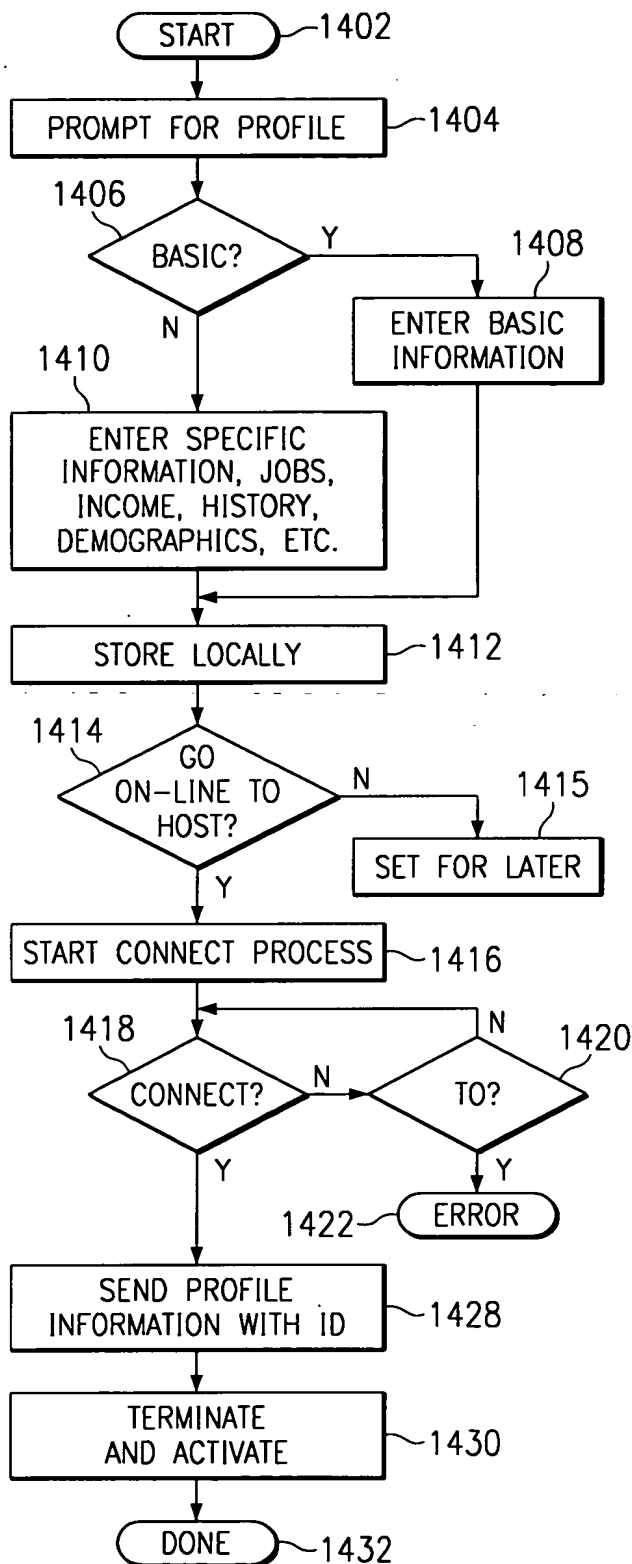 START
1402
PROMPT FOR PROFILE
1404
1406
BASIC?
Y
N
1408
ENTER BASIC
INFORMATION
1410
ENTER SPECIFIC
INFORMATION, JOBS,
INCOME, HISTORY,
DEMOGRAPHICS, ETC.
STORE LOCALLY
1412
1414
GO
ON-LINE TO
HOST?
N
Y
1415
SET FOR LATER
START CONNECT PROCESS
1416
1418
CONNECT?
N
Y
N
1420
TO?
Y
1422
ERROR
SEND PROFILE
INFORMATION WITH ID
1428
TERMINATE
AND ACTIVATE
1430
DONE
1432